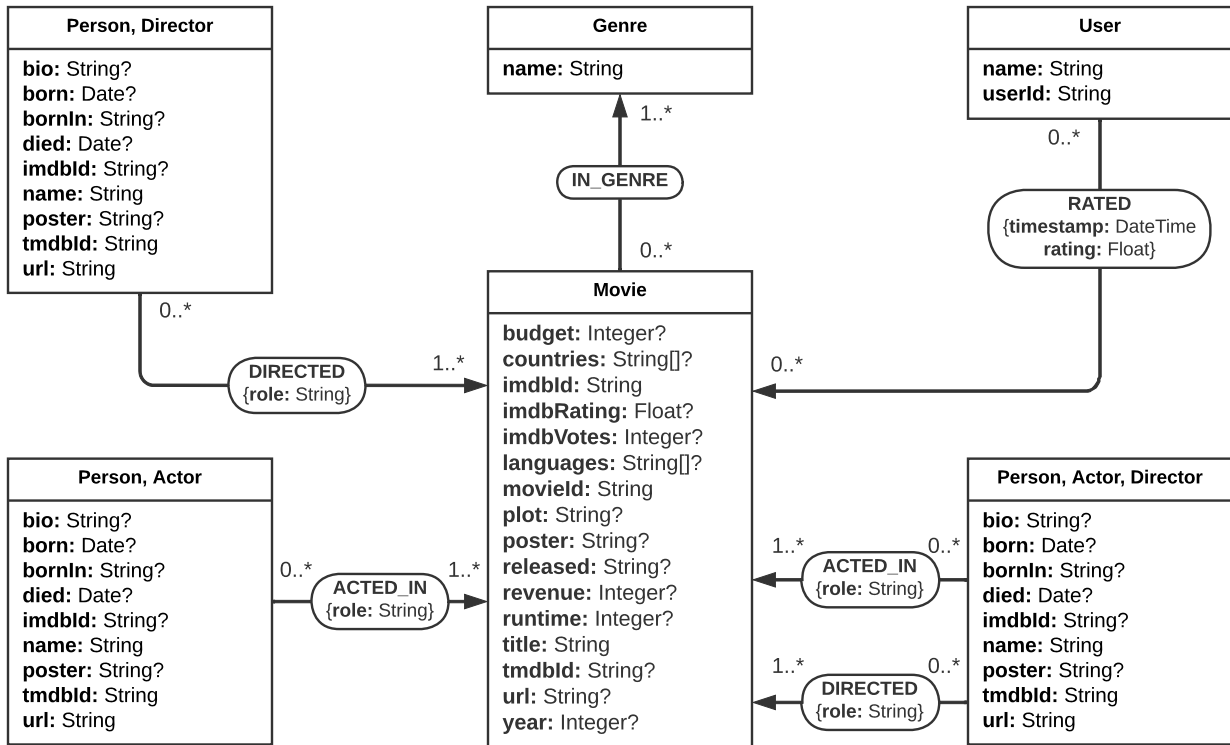 Person, Director
bio: String?
born: Date?
bornIn: String?
died: Date?
imdbId: String?
name: String
poster: String?
tmdbId: String
url: String
0..*
DIRECTED
{role: String}
1..*
Genre
name: String
1..*
IN_GENRE
0..*
User
name: String
userId: String
0..*
RATED
{timestamp: DateTime
rating: Float}
0..*
Movie
budget: Integer?
countries: String[]?
imdbId: String
imdbRating: Float?
imdbVotes: Integer?
languages: String[]?
movieId: String
plot: String?
poster: String?
released: String?
revenue: Integer?
runtime: Integer?
title: String
tmdbId: String?
url: String?
year: Integer?
Person, Actor
bio: String?
born: Date?
bornIn: String?
died: Date?
imdbId: String?
name: String
poster: String?
tmdbId: String
url: String
0..*
ACTED_IN
{role: String}
1..*
Person, Actor, Director
bio: String?
born: Date?
bornIn: String?
died: Date?
imdbId: String?
name: String
poster: String?
tmdbId: String
url: String
1..*
ACTED_IN
{role: String}
0..*
1..*
DIRECTED
{role: String}
0..*